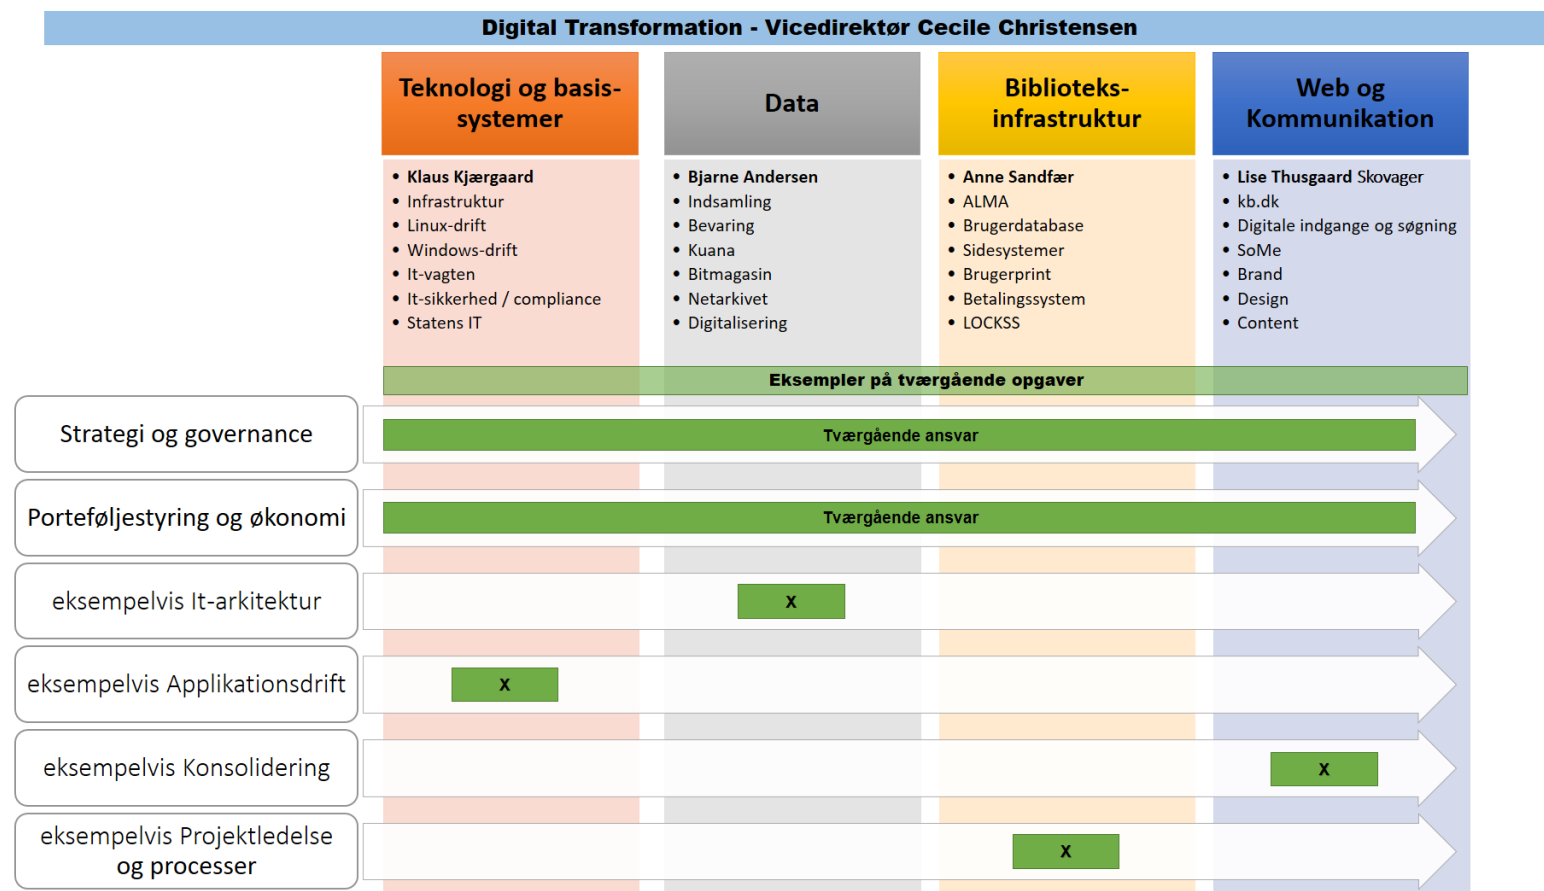 Digital Transformation - Vicedirektør Cecile Christensen
Teknologi og basis-
systemer
Data
Biblioteks-
infrastruktur
Web og
Kommunikation
• Klaus Kjærgaard
• Infrastruktur
• Linux-drift
• Windows-drift
• It-vagten
• It-sikkerhed / compliance
• Statens IT
• Bjarne Andersen
• Indsamling
• Bevaring
• Kuana
• Bitmagasin
• Netarkivet
• Digitalisering
• Anne Sandfær
• ALMA
• Brugerdatabase
• Sidesystemer
• Brugerprint
• Betalingssystem
• LOCKSS
• Lise Thusgaard Skovager
• kb.dk
• Digitale indgange og søgning
• SoMe
• Brand
• Design
• Content
Eksempler på tværgående opgaver
Strategi og governance
Tværgående ansvar
Porteføljestyring og økonomi
Tværgående ansvar
eksempelvis It-arkitektur
X
eksempelvis Applikationsdrift
X
eksempelvis Konsolidering
X
eksempelvis Projektledelse
og processer
X